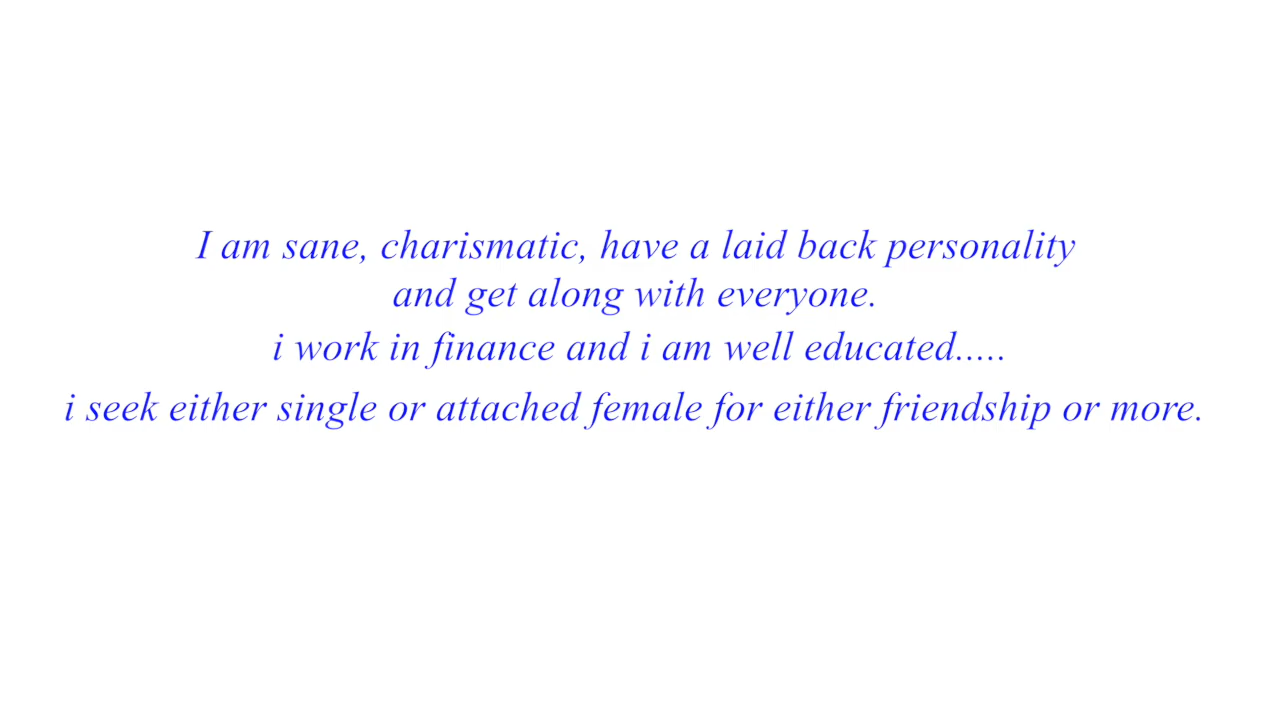 I am sane, charismatic, have a laid back personality
and get along with everyone.
i work in finance and i am well educated.....
i seek either single or attached female for either friendship or more.